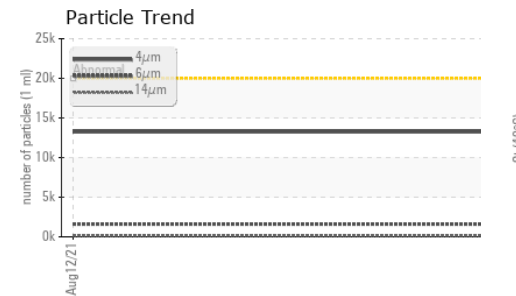 Particle Trend
25k
20k
15k
10k
5k
0k
number of particles (1 ml)
4μm
Abnormal
6μm
14μm
Aug12/21